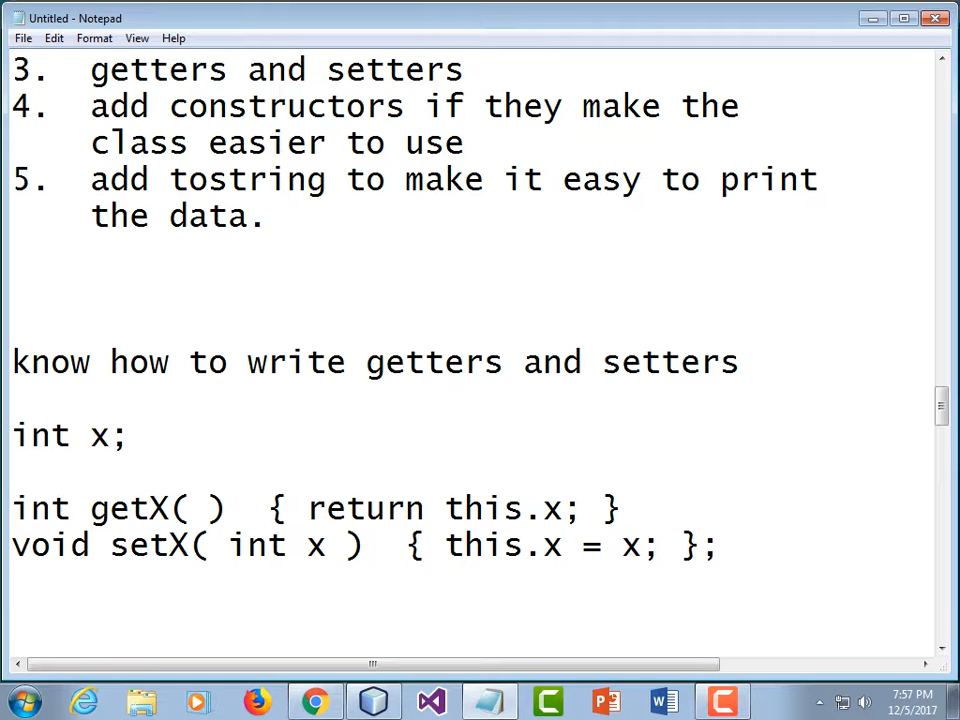 Untitled - Notepad
File Edit Format View Help
3. getters and setters
4. add constructors if they make the
class easier to use
5. add tostring to make it easy to print
the data.
know how to write getters and setters
int x;
int getX( ) { return this.x; }
void setX( int x ) { this.x = x; };
7:57 PM
12/5/2017